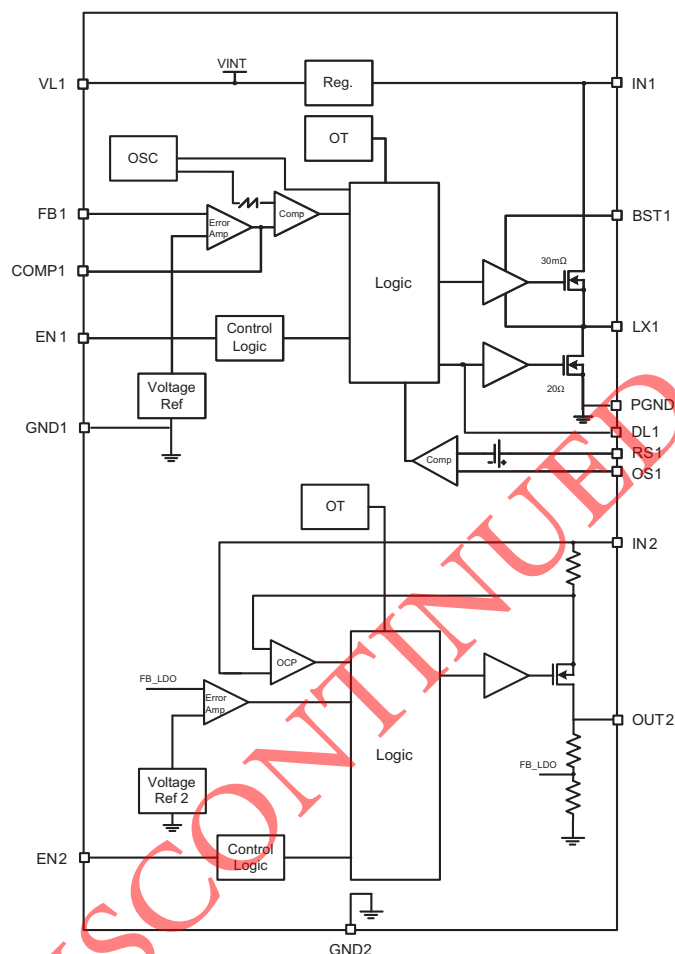 VINT
VL1
Reg.
IN1
OT
OSC
FB1
Error
Amp
Comp
BST1
COMP1
Logic
30mΩ
EN1
Control
Logic
LX1
Voltage
Ref
20Ω
PGND
GND1
DL1
Comp
RS1
OS1
OT
IN2
OCP
FB_LDO
Error
Amp
OUT2
Logic
FB_LDO
Voltage
Ref 2
EN2
Control
Logic
GND2
ISCONTINUED